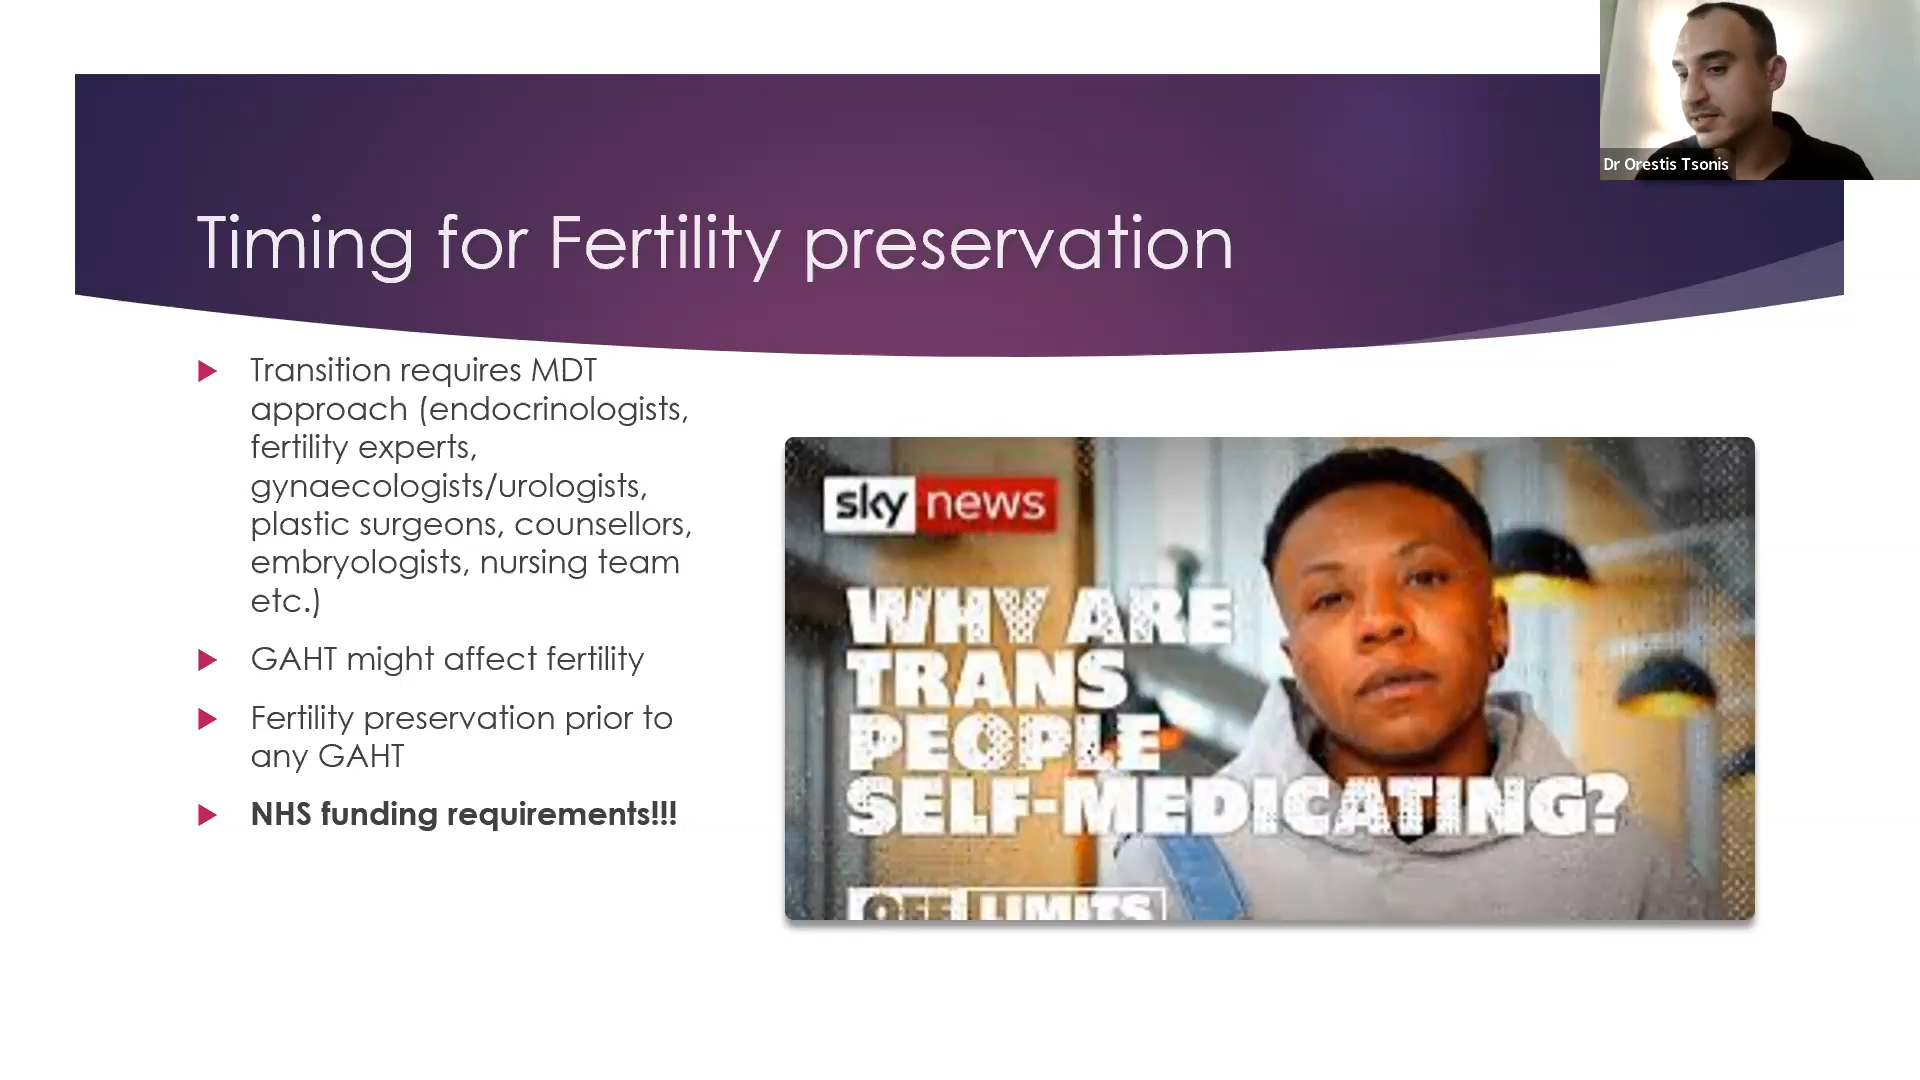 Dr Orestis Tsonis
Timing for Fertility preservation
Transition requires MDT
approach (endocrinologists,
fertility experts,
gynaecologists/urologists,
plastic surgeons, counsellors,
embryologists, nursing team
etc.)
GAHT might affect fertility
Fertility preservation prior to
any GAHT
NHS funding requirements!!!
sky news
WHY ARE
TRANS
PEOPLE
SELF-MEDICATING?
OFF LIMITS